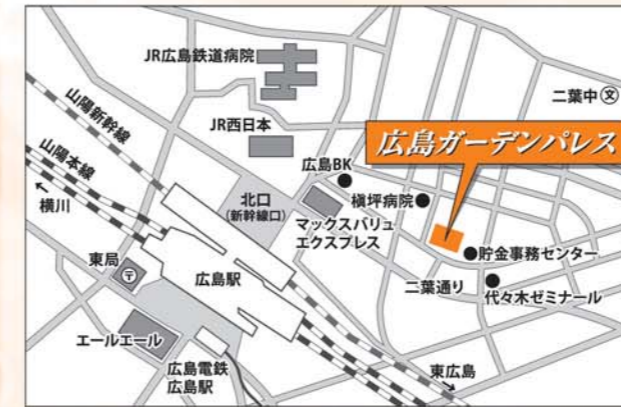 JR広島鉄道病院
二葉中
文
山陽新幹線
JR西日本
広島ガーデンパレス
山陽本線
広島BK
横川
北口
(新幹線口)
槇坪病院
マックスバリュ
エクスプレス
東局
〒
広島駅
貯金事務センター
二葉通り
代々木ゼミナール
エールエール
広島電鉄
広島駅
東広島